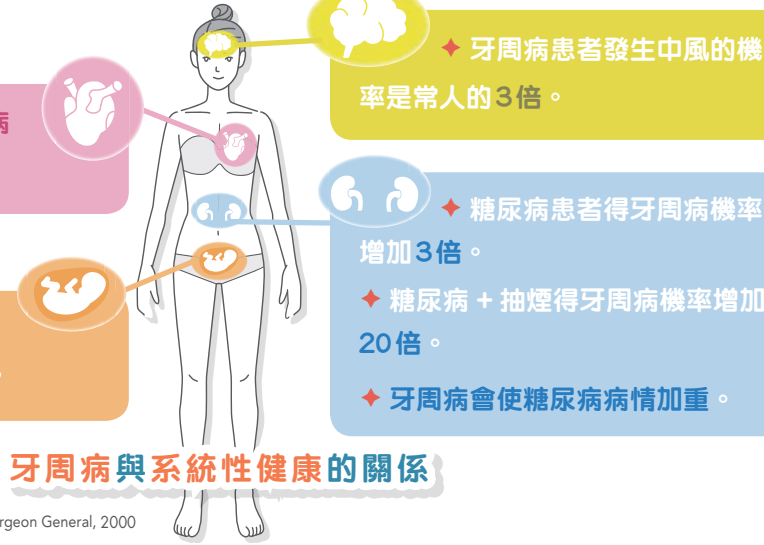 ✦ 牙周病患者發生中風的機
率是常人的3倍。
病
✦ 糖尿病患者得牙周病機率
增加3倍。
✦ 糖尿病 + 抽煙得牙周病機率增加
20倍。
✦ 牙周病會使糖尿病病情加重。
。
牙周病與系統性健康的關係
rgeon General, 2000